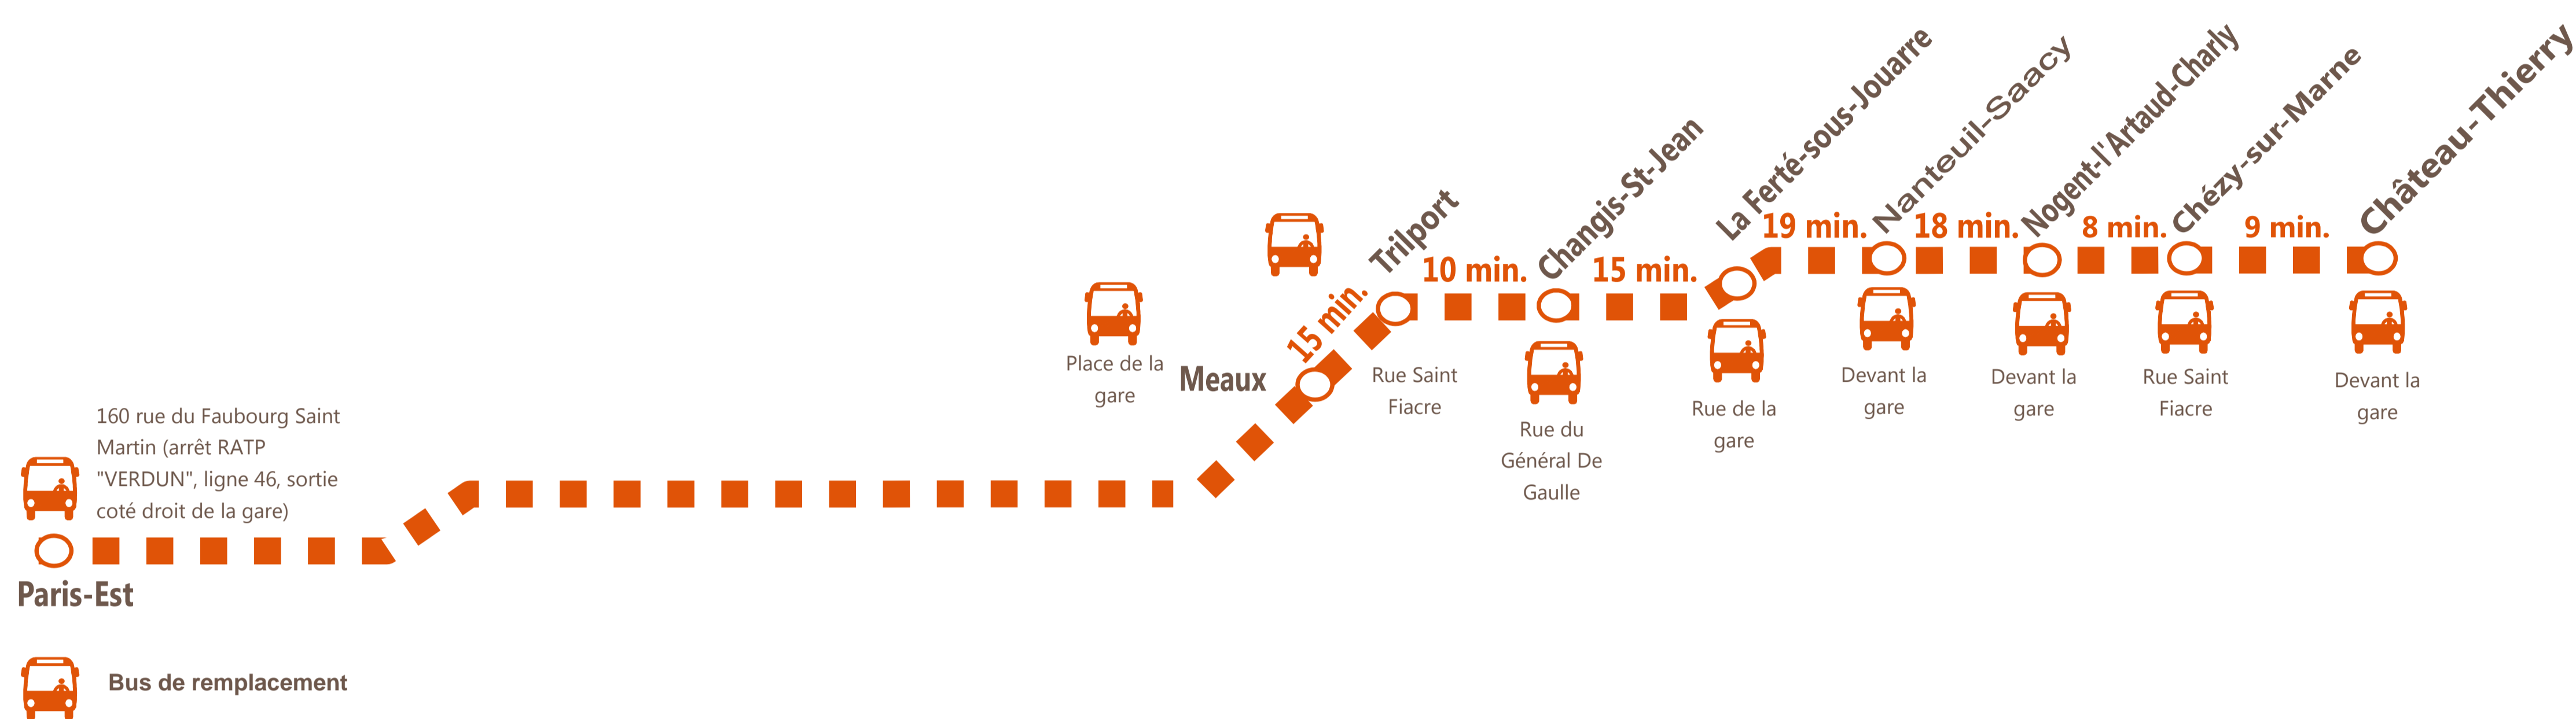 160 rue du Faubourg Saint
Martin (arrêt RATP
"VERDUN", ligne 46, sortie
coté droit de la gare)
Paris-Est
Place de la
gare
Meaux
15 min.
Trilport
Rue Saint
Fiacre
10 min.
Changis-St-Jean
Rue du
Général De
Gaulle
15 min.
La Ferté-sous-Jouarre
Rue de la
gare
19 min.
Nanteuil-Saacy
Devant la
gare
18 min.
Nogent-l'Artaud-Charly
Devant la
gare
8 min.
Chézy-sur-Marne
Rue Saint
Fiacre
9 min.
Château-Thierry
Devant la
gare
Bus de remplacement